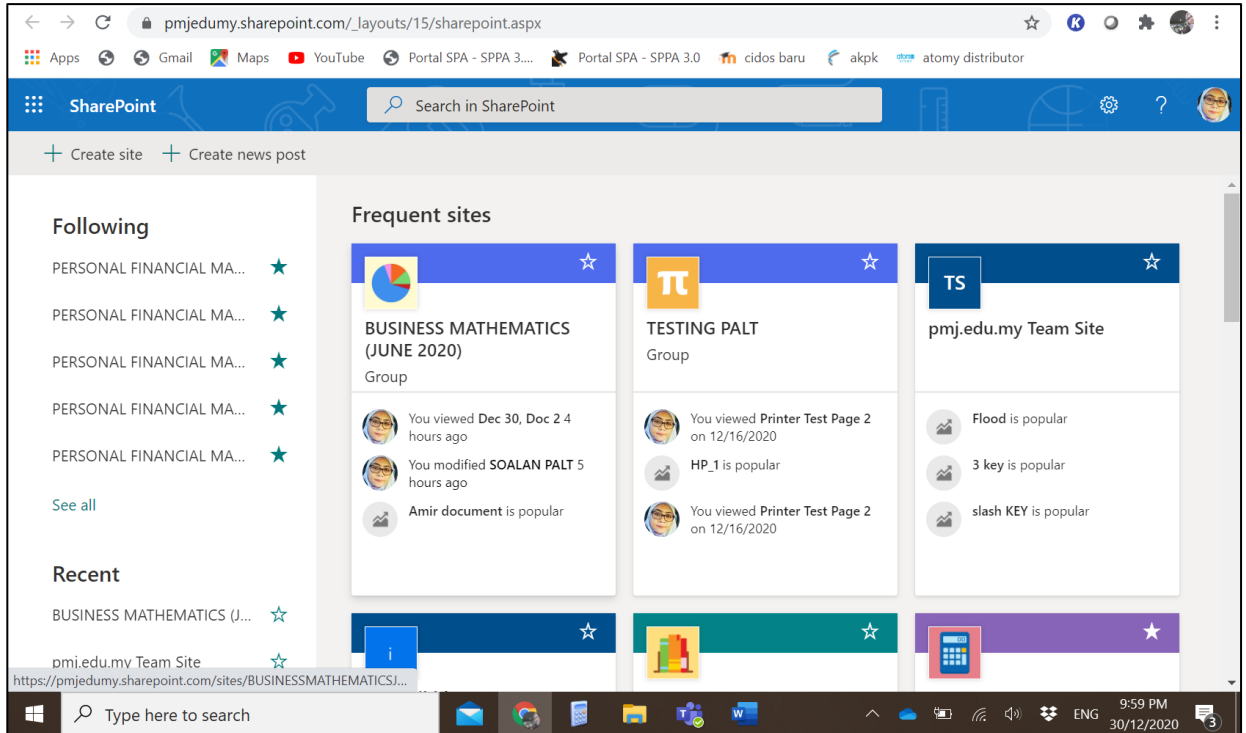 pmjedumy.sharepoint.com/_layouts/15/sharepoint.aspx
K
Apps Gmail Maps YouTube Portal SPA - SPPA 3.... Portal SPA - SPPA 3.0 cidos baru akpk atomy distributor
SharePoint
Search in SharePoint
?
+ Create site + Create news post
Following
PERSONAL FINANCIAL MA...
PERSONAL FINANCIAL MA...
PERSONAL FINANCIAL MA...
PERSONAL FINANCIAL MA...
PERSONAL FINANCIAL MA...
See all
Recent
BUSINESS MATHEMATICS (J...
pmj.edu.my Team Site
https://pmjedumy.sharepoint.com/sites/BUSINESSMATHEMATICSJ...
Frequent sites
BUSINESS MATHEMATICS
(JUNE 2020)
Group
You viewed Dec 30, Doc 2 4
hours ago
You modified SOALAN PALT 5
hours ago
Amir document is popular
π
TESTING PALT
Group
You viewed Printer Test Page 2
on 12/16/2020
HP_1 is popular
You viewed Printer Test Page 2
on 12/16/2020
TS
pmj.edu.my Team Site
Flood is popular
3 key is popular
slash KEY is popular
i
Type here to search
ENG
9:59 PM
30/12/2020
3